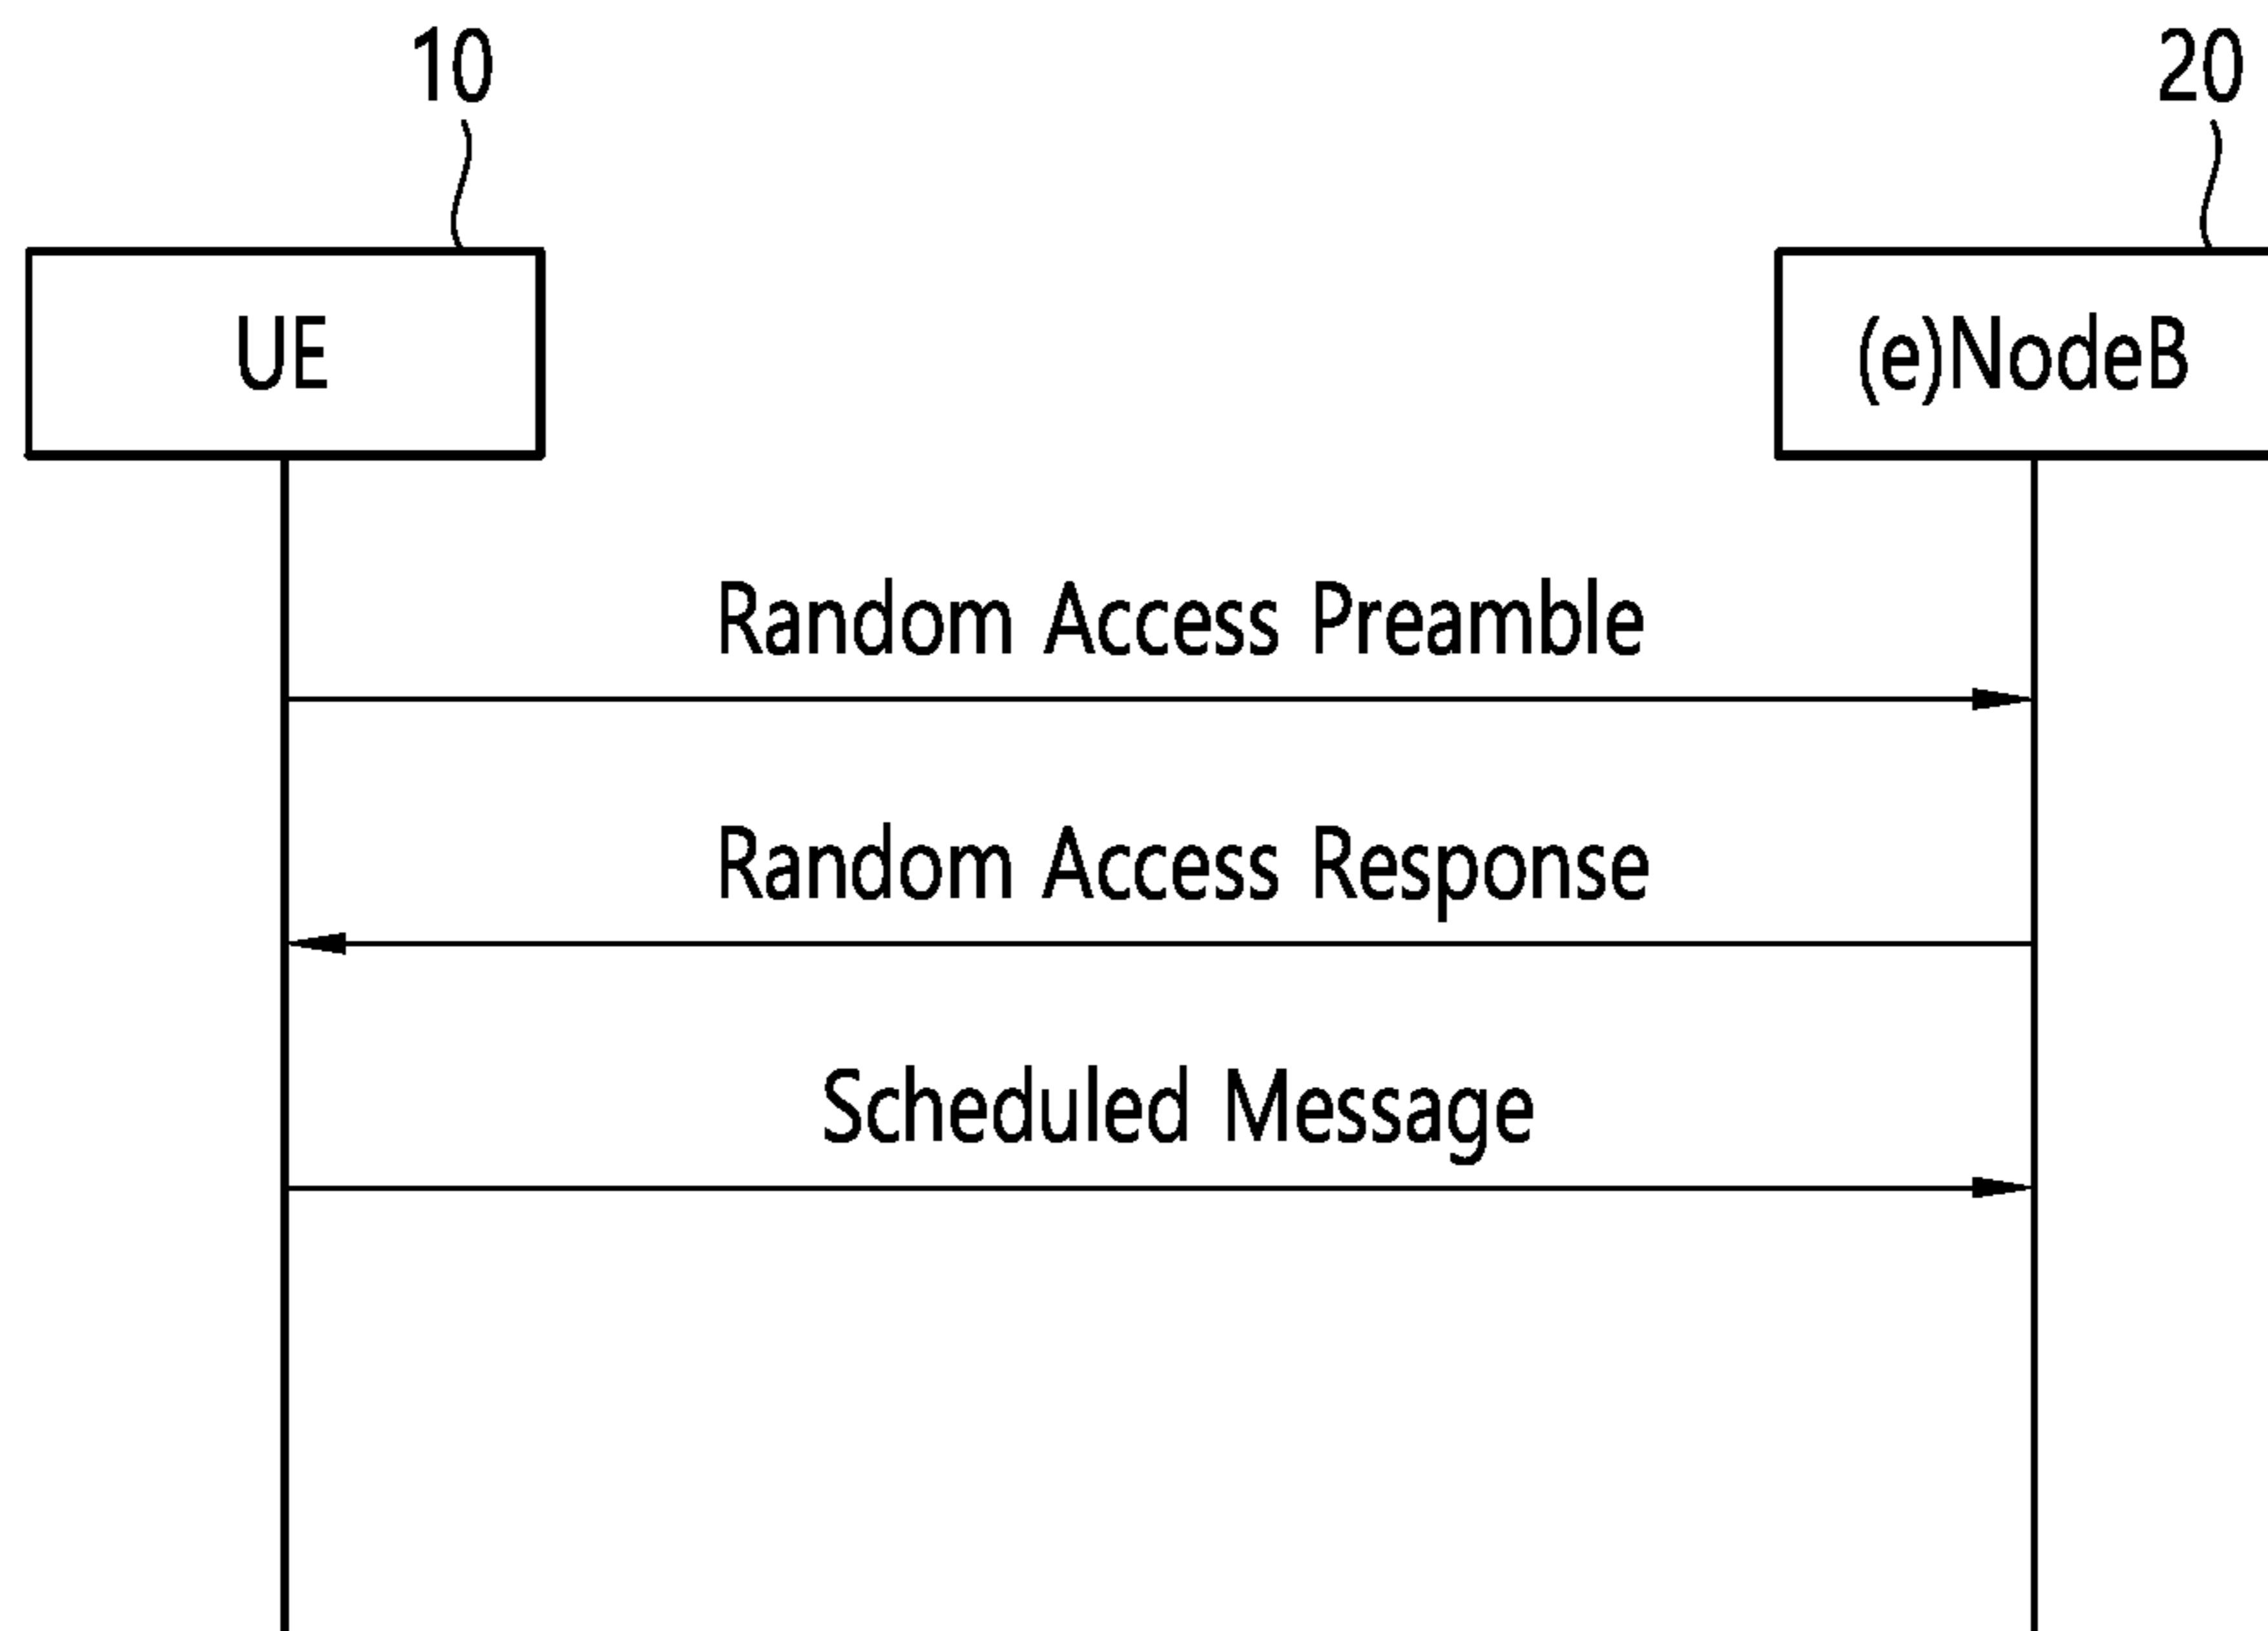 10
20
UE
(e)NodeB
Random Access Preamble
Random Access Response
Scheduled Message